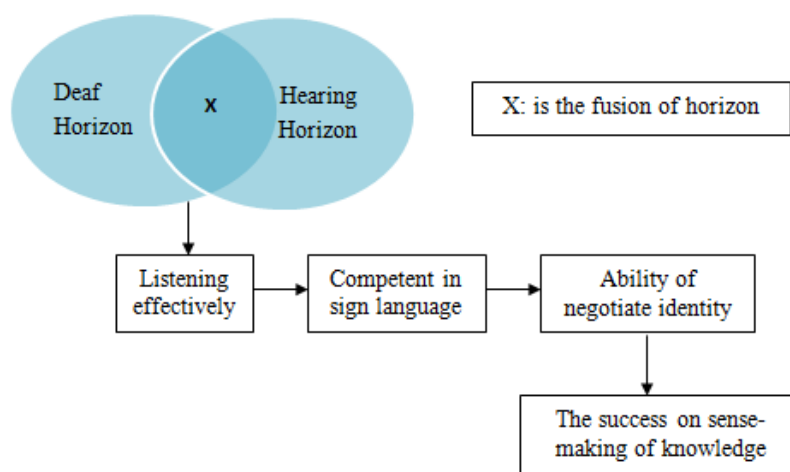 Deaf
Horizon
X
Hearing
Horizon
X: is the fusion of horizon
Listening
effectively
Competent in
sign language
Ability of
negotiate identity
The success on sense-
making of knowledge